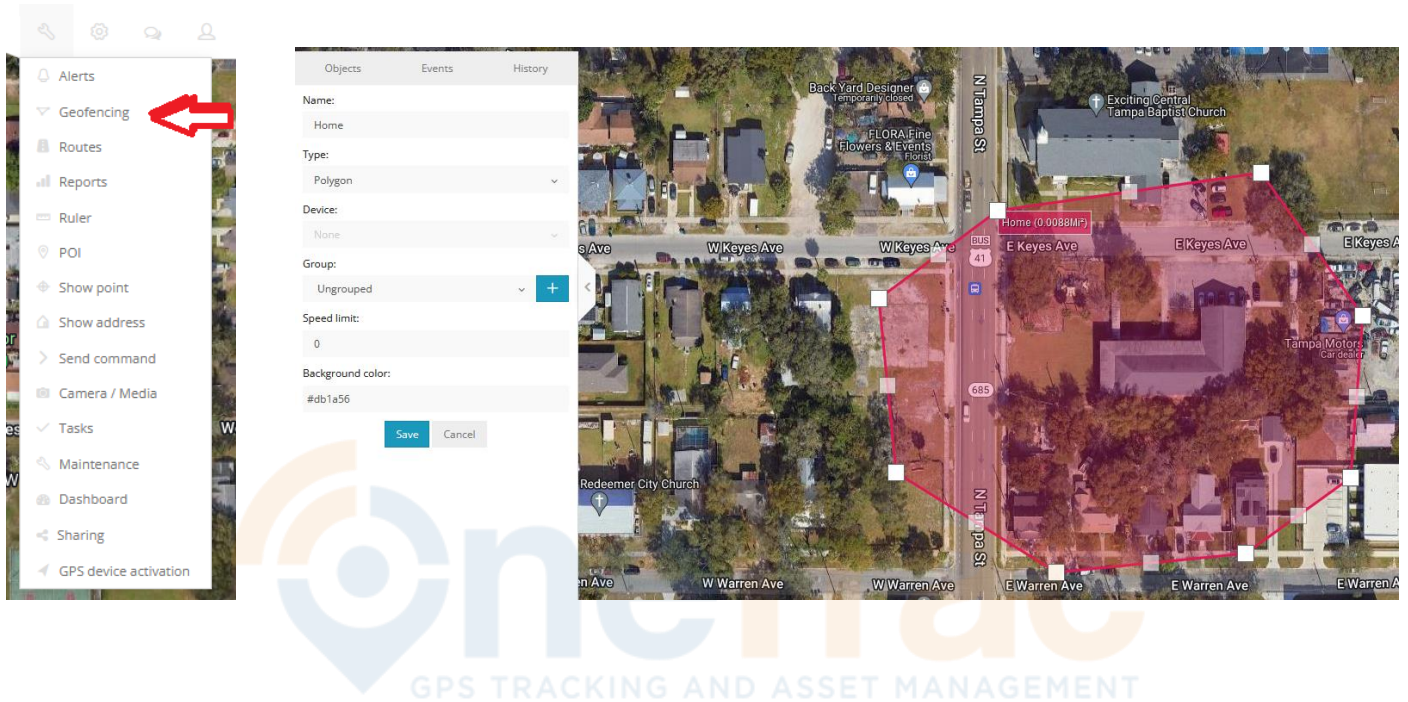 Alerts
Geofencing
Routes
Reports
Ruler
POI
Show point
Show address
Send command
Camera / Media
Tasks
Maintenance
Dashboard
Sharing
GPS device activation
Objects Events History
Name:
Home
Type:
Polygon
Device:
None
Group:
Ungrouped
+
Speed limit:
0
Background color:
#db1a56
Save Cancel
Back Yard Designer
Temporarily closed
FLORA Fine
Flowers & Events
Florist
N Tampa St
Exciting Central
Tampa Baptist Church
Home (0.0088Mi²)
s Ave
W Keyes Ave
W Keyes Ave
BUS
41
E Keyes Ave
E Keyes Ave
E Keyes A
Tampa Motors
Car dealer
685
Redeemer City Church
N Tampa St
en Ave
W Warren Ave
W Warren Ave
E Warren Ave
E Warren Ave
E Warren A
OneTrac
GPS TRACKING AND ASSET MANAGEMENT